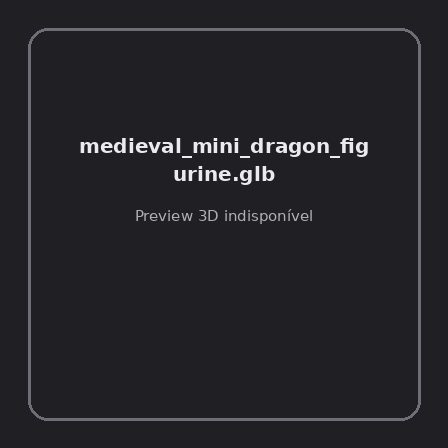 medieval_mini_dragon_fig
urine.glb
Preview 3D indisponível